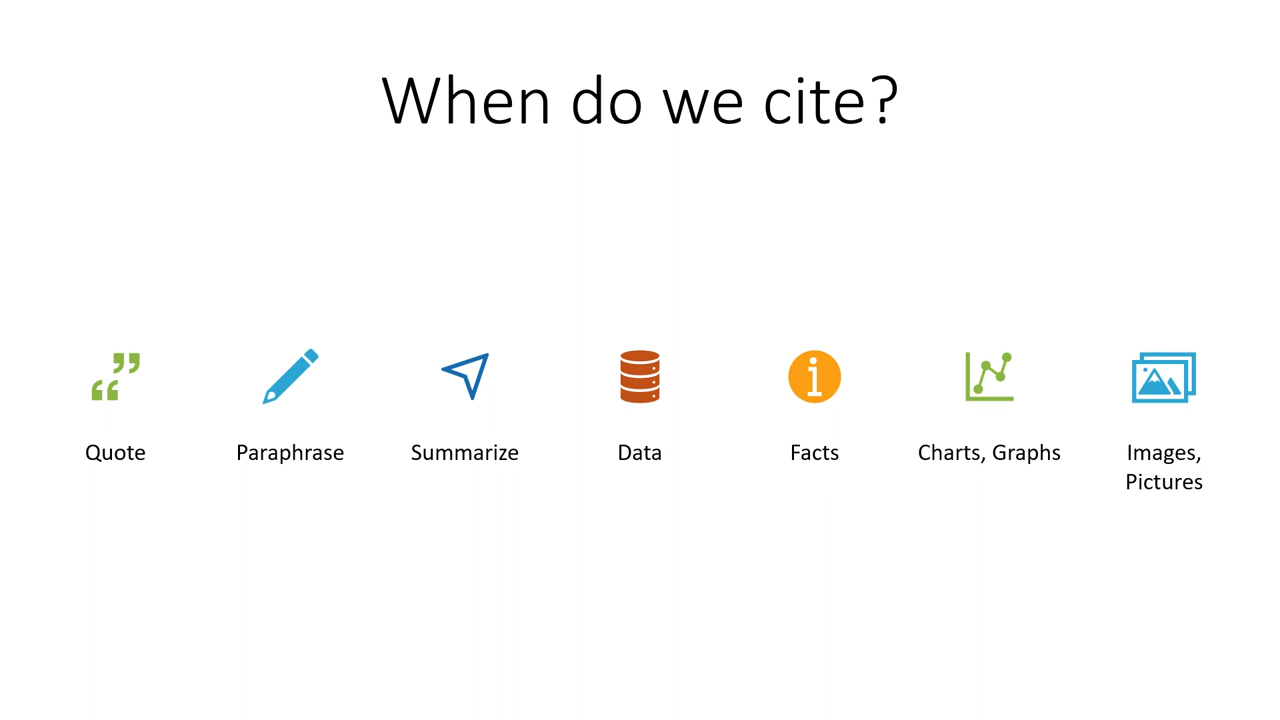 When do we cite?
Quote
Paraphrase
Summarize
Data
Facts
Charts, Graphs
Images,
Pictures